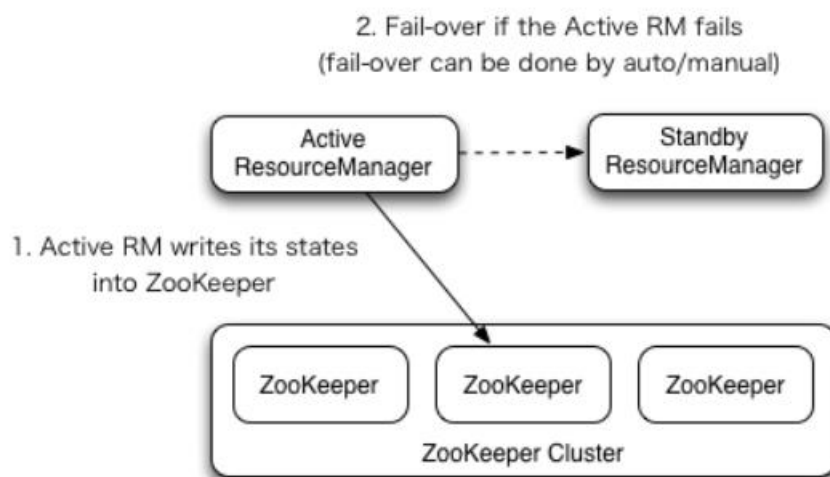 2. Fail-over if the Active RM fails
(fail-over can be done by auto/manual)
Active
ResourceManager
Standby
ResourceManager
1. Active RM writes its states
into ZooKeeper
ZooKeeper
ZooKeeper
ZooKeeper
ZooKeeper Cluster